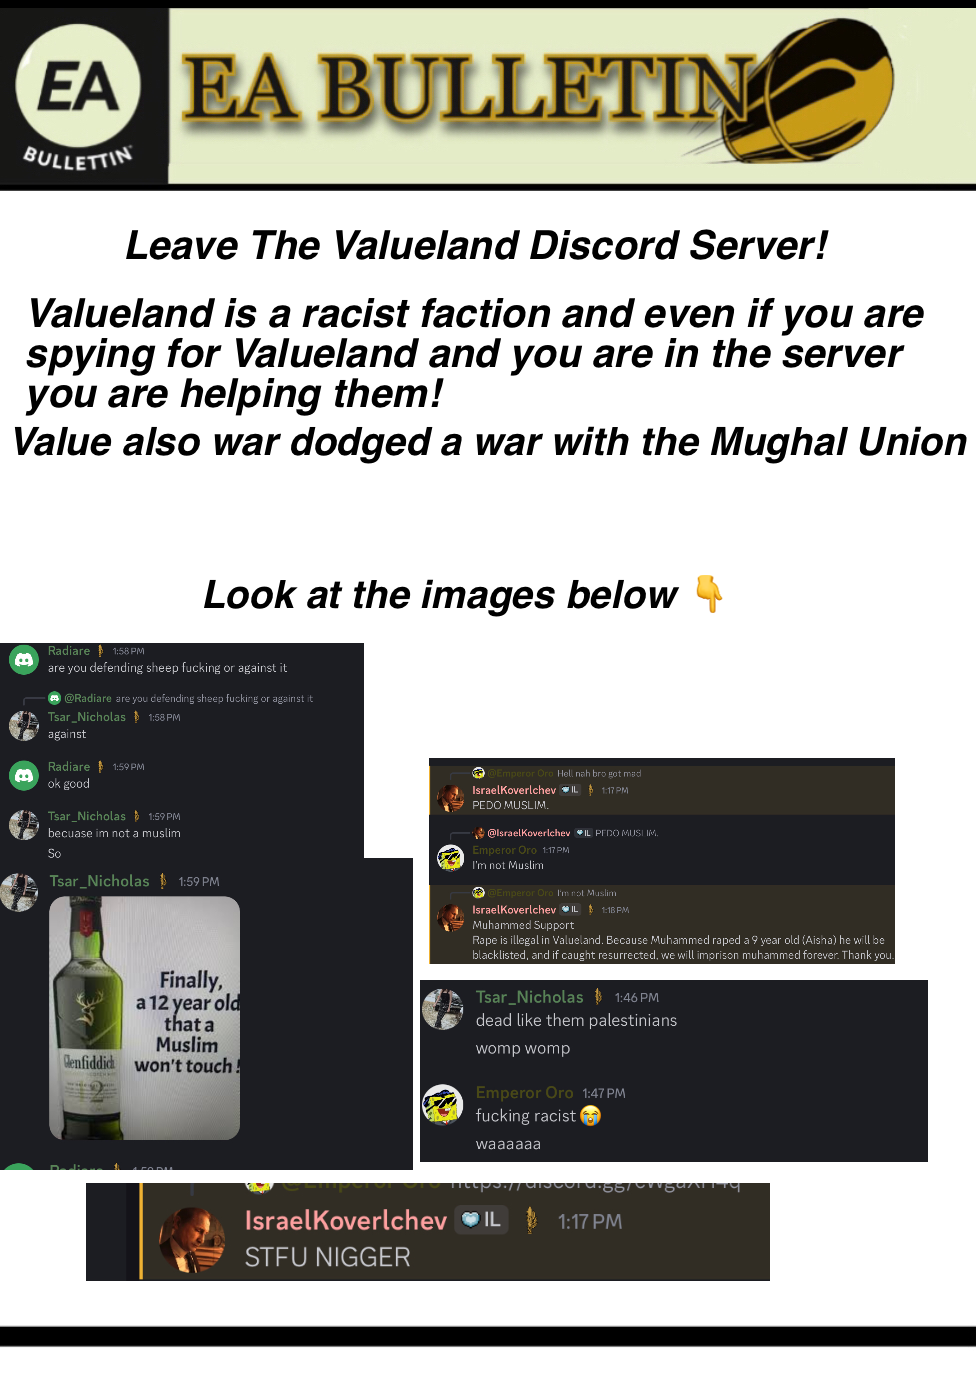 EA
BULLETTIN
EA BULLETIN
Leave The Valueland Discord Server!
Valueland is a racist faction and even if you are
spying for Valueland and you are in the server
you are helping them!
Value also war dodged a war with the Mughal Union
Look at the images below 👇
Radiare 1:58 PM
are you defending sheep fucking or against it
@Radiare are you defending sheep fucking or against it
Tsar_Nicholas 1:58 PM
against
Radiare 1:59 PM
ok good
Tsar_Nicholas 1:59 PM
becuase im not a muslim
So
Tsar_Nicholas 1:59 PM
Finally,
a 12 year old
that a
Muslim
won't touch!
Glenfiddich
12
Radiare 1:59 PM
@Emperor Oro Hell nah bro got mad
IsraelKoverlchev IL 1:17 PM
PEDO MUSLIM.
@IsraelKoverlchev IL PEDO MUSLIM.
Emperor Oro 1:17 PM
I'm not Muslim
@Emperor Oro I'm not Muslim
IsraelKoverlchev IL 1:18 PM
Muhammed Support
Rape is illegal in Valueland. Because Muhammed raped a 9 year old (Aisha) he will be
blacklisted, and if caught resurrected, we will imprison muhammed forever. Thank you.
Tsar_Nicholas 1:46 PM
dead like them palestinians
womp womp
Emperor Oro 1:47 PM
fucking racist 😭
waaaaaa
@Emperor Oro
IsraelKoverlchev IL 1:17 PM
STFU NIGGER